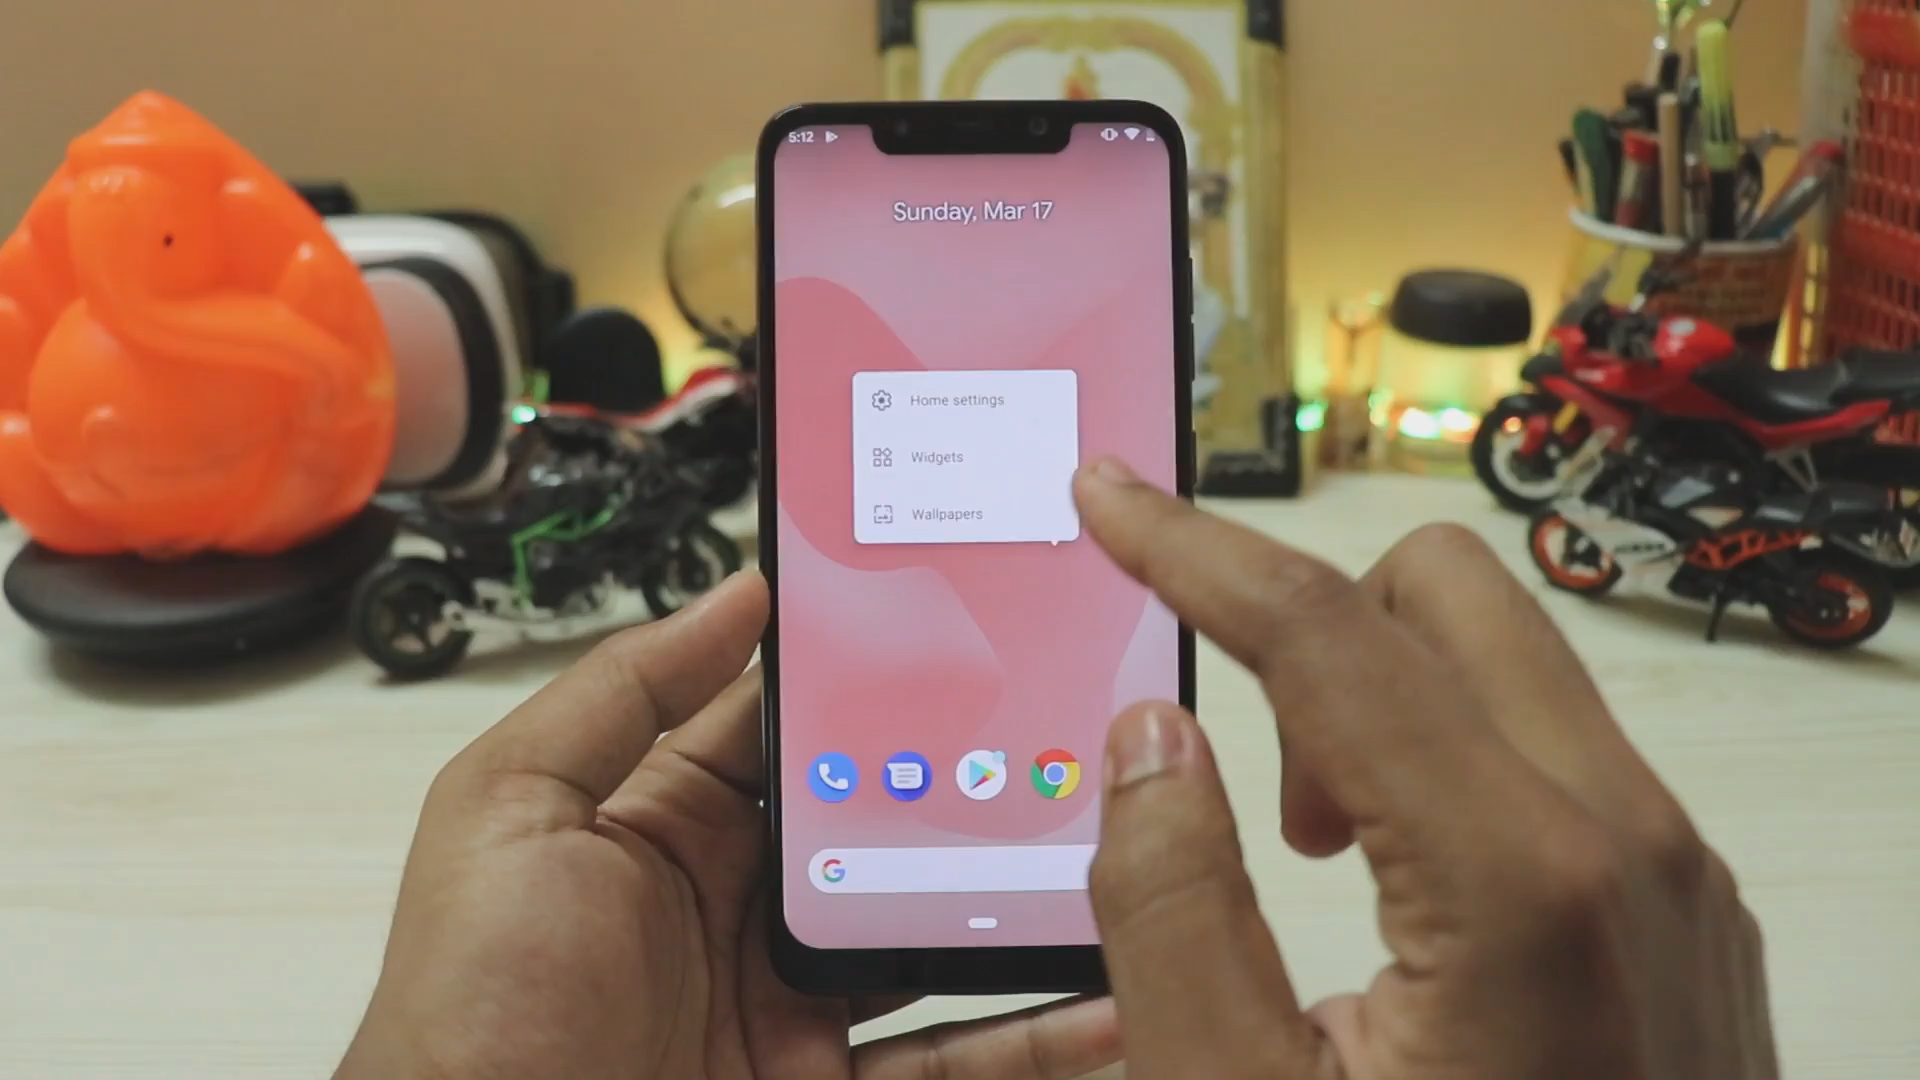 5:12
Sunday, Mar 17
Home settings
Widgets
Wallpapers
G